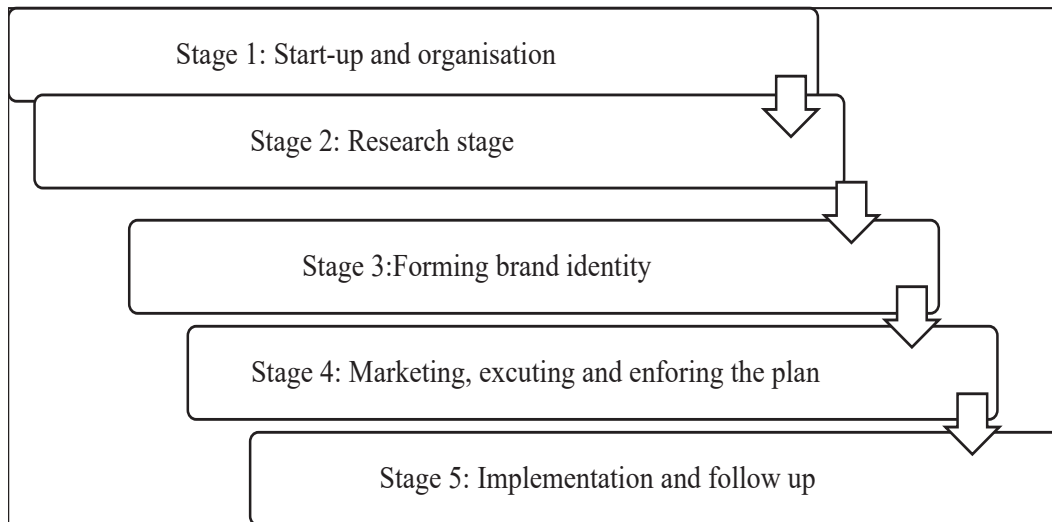 Stage 1: Start-up and organisation
Stage 2: Research stage
Stage 3:Forming brand identity
Stage 4: Marketing, excuting and enforing the plan
Stage 5: Implementation and follow up